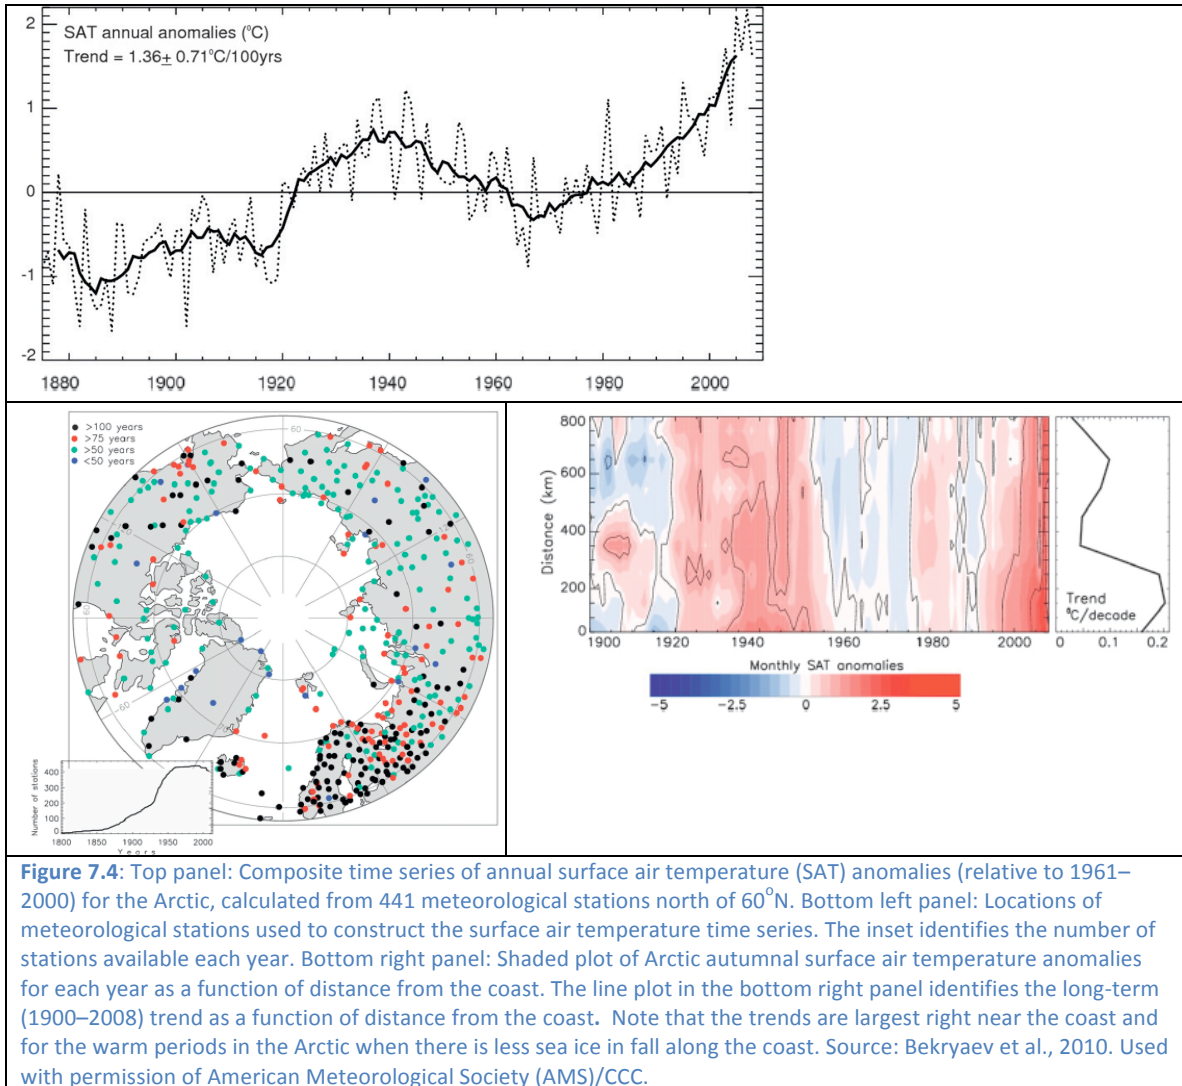 SAT annual anomalies (⁰C)
Trend = 1.36± 0.71⁰C/100yrs
2
1
0
-1
-2
1880 1900 1920 1940 1960 1980 2000
>100 years
>75 years
>50 years
<50 years
60
60
-60
75
Number of stations
400
300
200
100
0
1800 1850 1900 1950 2000
Years
Distance (km)
800
600
400
200
0
1900 1920 1940 1960 1980 2000
Trend
⁰C/decade
0 0.1 0.2
Monthly SAT anomalies
−5 −2.5 0 2.5 5
Figure 7.4: Top panel: Composite time series of annual surface air temperature (SAT) anomalies (relative to 1961–
2000) for the Arctic, calculated from 441 meteorological stations north of 60°N. Bottom left panel: Locations of
meteorological stations used to construct the surface air temperature time series. The inset identifies the number of
stations available each year. Bottom right panel: Shaded plot of Arctic autumnal surface air temperature anomalies
for each year as a function of distance from the coast. The line plot in the bottom right panel identifies the long-term
(1900–2008) trend as a function of distance from the coast. Note that the trends are largest right near the coast and
for the warm periods in the Arctic when there is less sea ice in fall along the coast. Source: Bekryaev et al., 2010. Used
with permission of American Meteorological Society (AMS)/CCC.